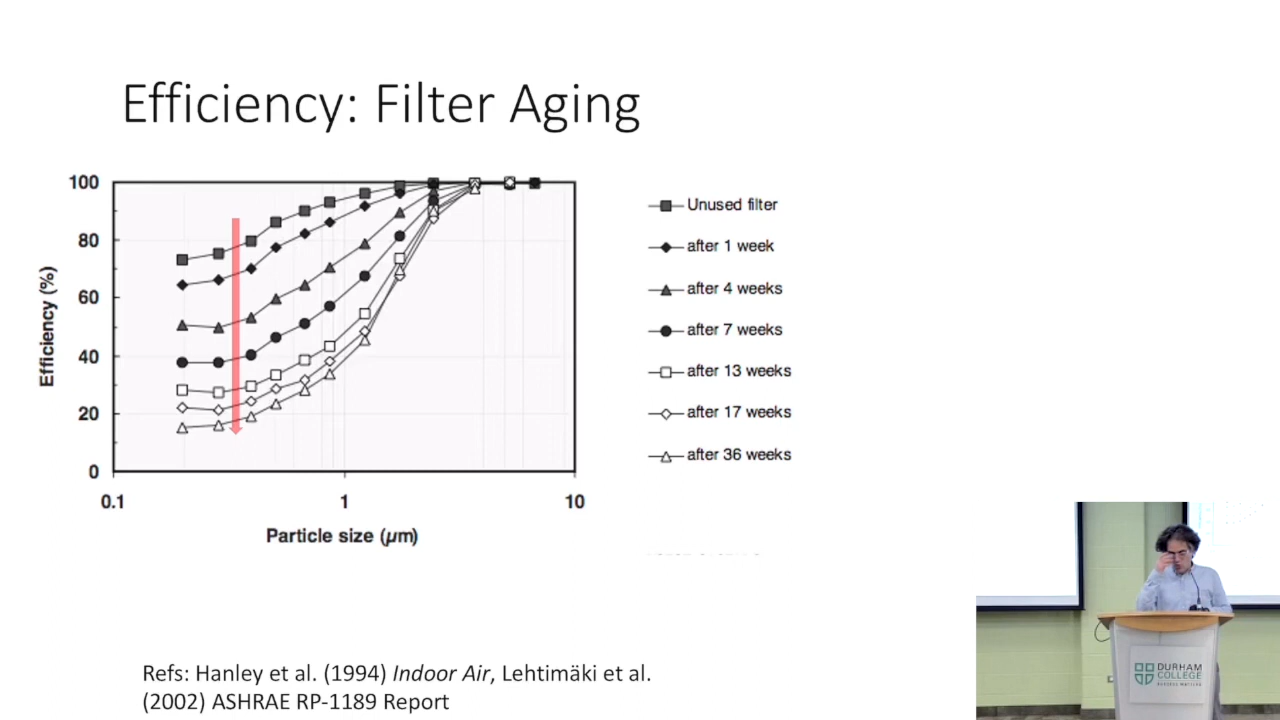 Efficiency: Filter Aging
100
80
60
40
20
0
0.1
1
10
Efficiency (%)
Particle size (µm)
Unused filter
after 1 week
after 4 weeks
after 7 weeks
after 13 weeks
after 17 weeks
after 36 weeks
Refs: Hanley et al. (1994) Indoor Air, Lehtimäki et al.
(2002) ASHRAE RP-1189 Report
DURHAM
COLLEGE